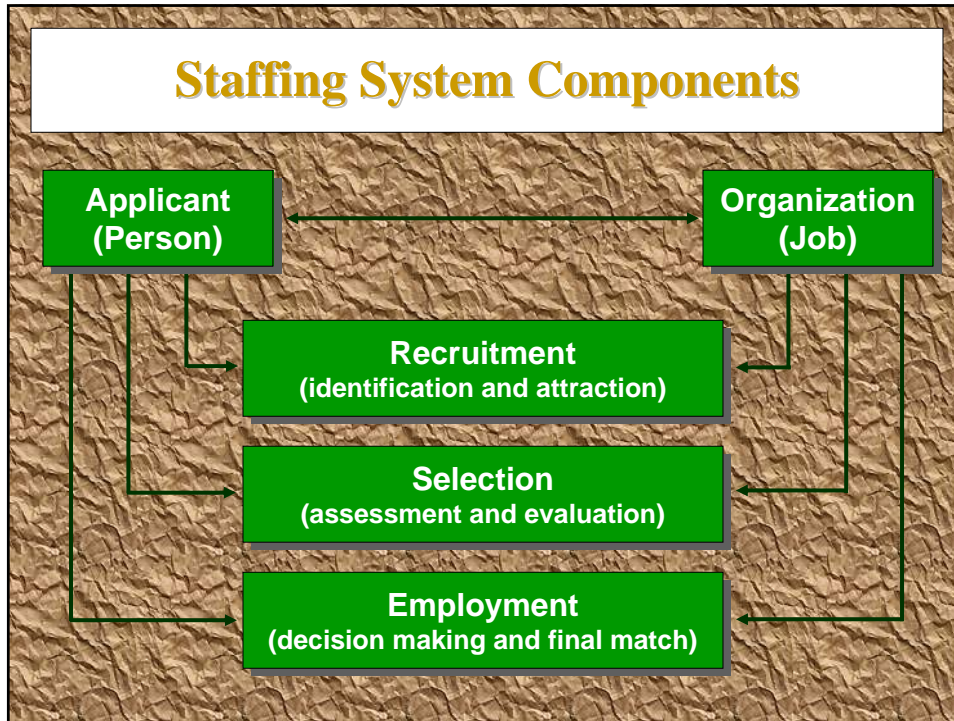 Staffing System Components
Applicant
(Person)
Organization
(Job)
Recruitment
(identification and attraction)
Selection
(assessment and evaluation)
Employment
(decision making and final match)